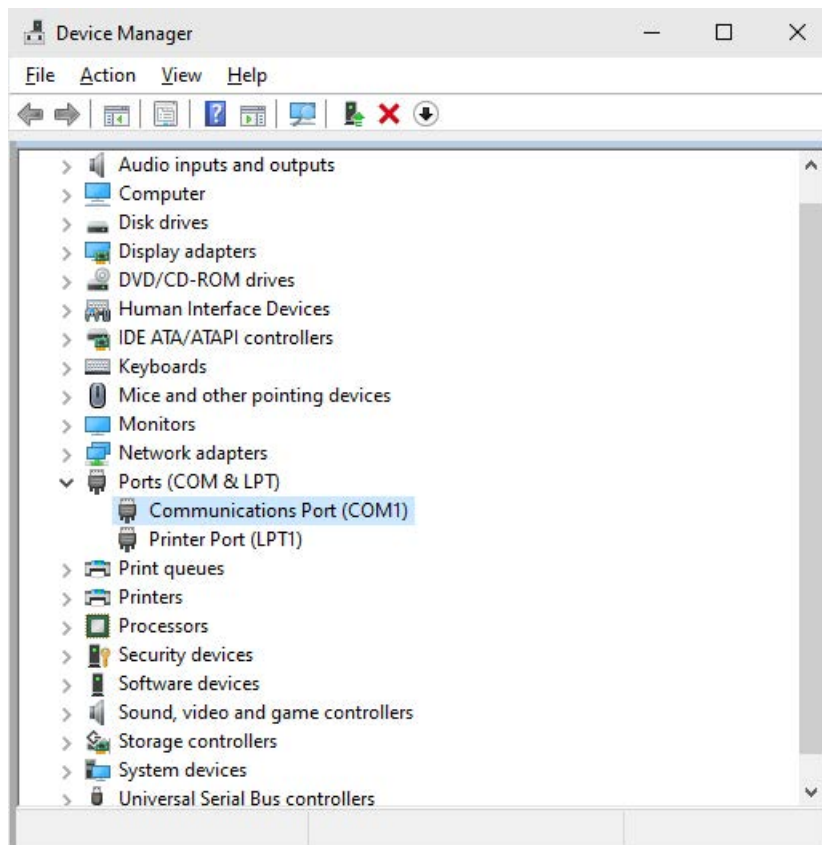 Device Manager
File Action View Help
Audio inputs and outputs
Computer
Disk drives
Display adapters
DVD/CD-ROM drives
Human Interface Devices
IDE ATA/ATAPI controllers
Keyboards
Mice and other pointing devices
Monitors
Network adapters
Ports (COM & LPT)
Communications Port (COM1)
Printer Port (LPT1)
Print queues
Printers
Processors
Security devices
Software devices
Sound, video and game controllers
Storage controllers
System devices
Universal Serial Bus controllers